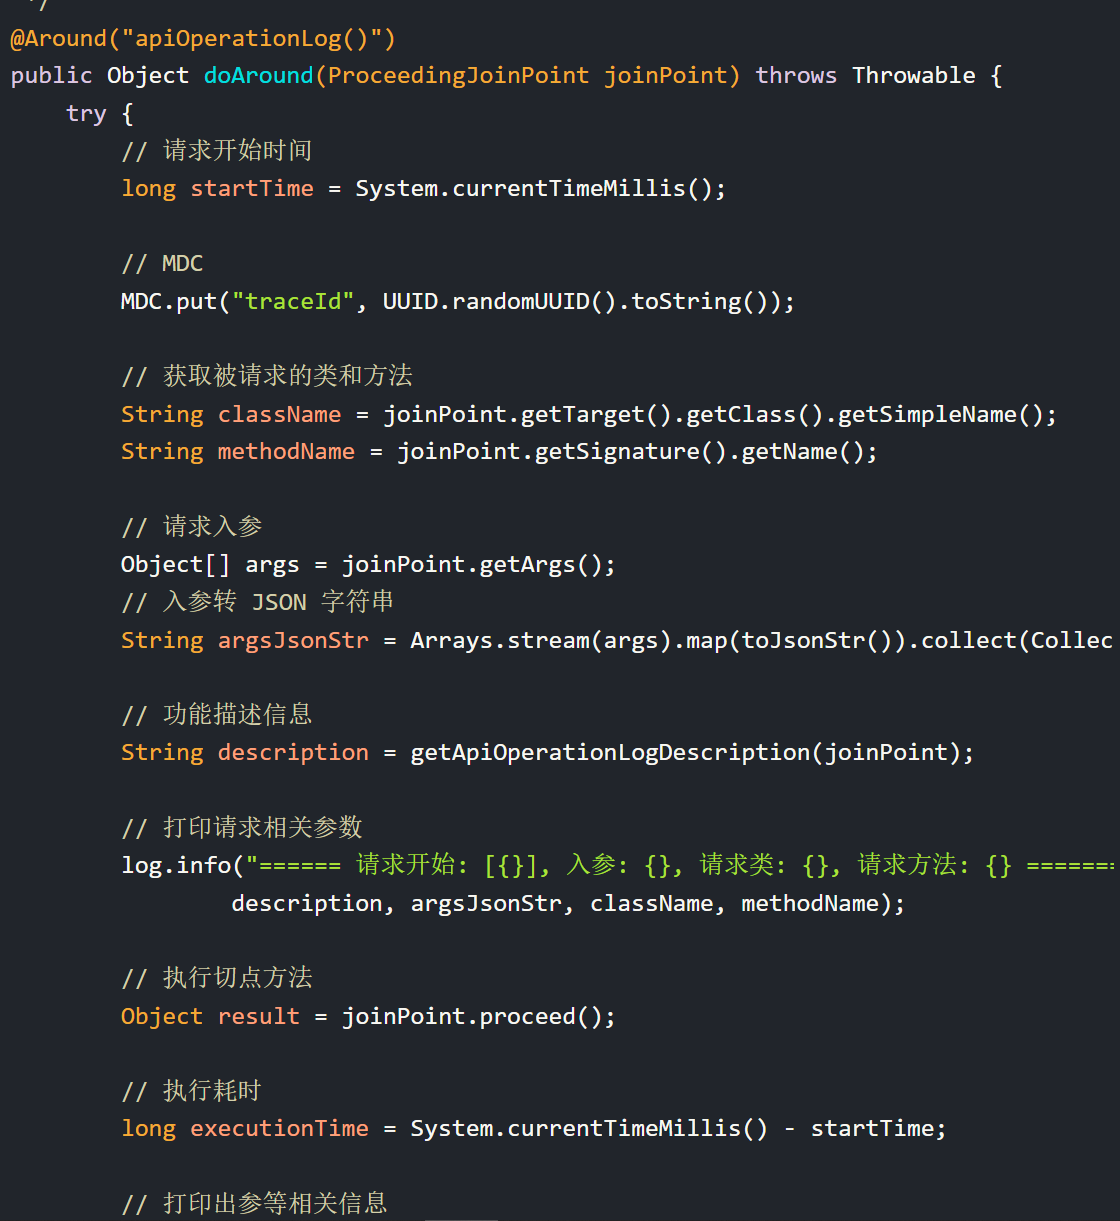 */
@Around("apiOperationLog()")
public Object doAround(ProceedingJoinPoint joinPoint) throws Throwable {
try {
// 请求开始时间
long startTime = System.currentTimeMillis();
// MDC
MDC.put("traceId", UUID.randomUUID().toString());
// 获取被请求的类和方法
String className = joinPoint.getTarget().getClass().getSimpleName();
String methodName = joinPoint.getSignature().getName();
// 请求入参
Object[] args = joinPoint.getArgs();
// 入参转 JSON 字符串
String argsJsonStr = Arrays.stream(args).map(toJsonStr()).collect(Collec
// 功能描述信息
String description = getApiOperationLogDescription(joinPoint);
// 打印请求相关参数
log.info("====== 请求开始: [{}], 入参: {}, 请求类: {}, 请求方法: {} =======
description, argsJsonStr, className, methodName);
// 执行切点方法
Object result = joinPoint.proceed();
// 执行耗时
long executionTime = System.currentTimeMillis() - startTime;
// 打印出参等相关信息